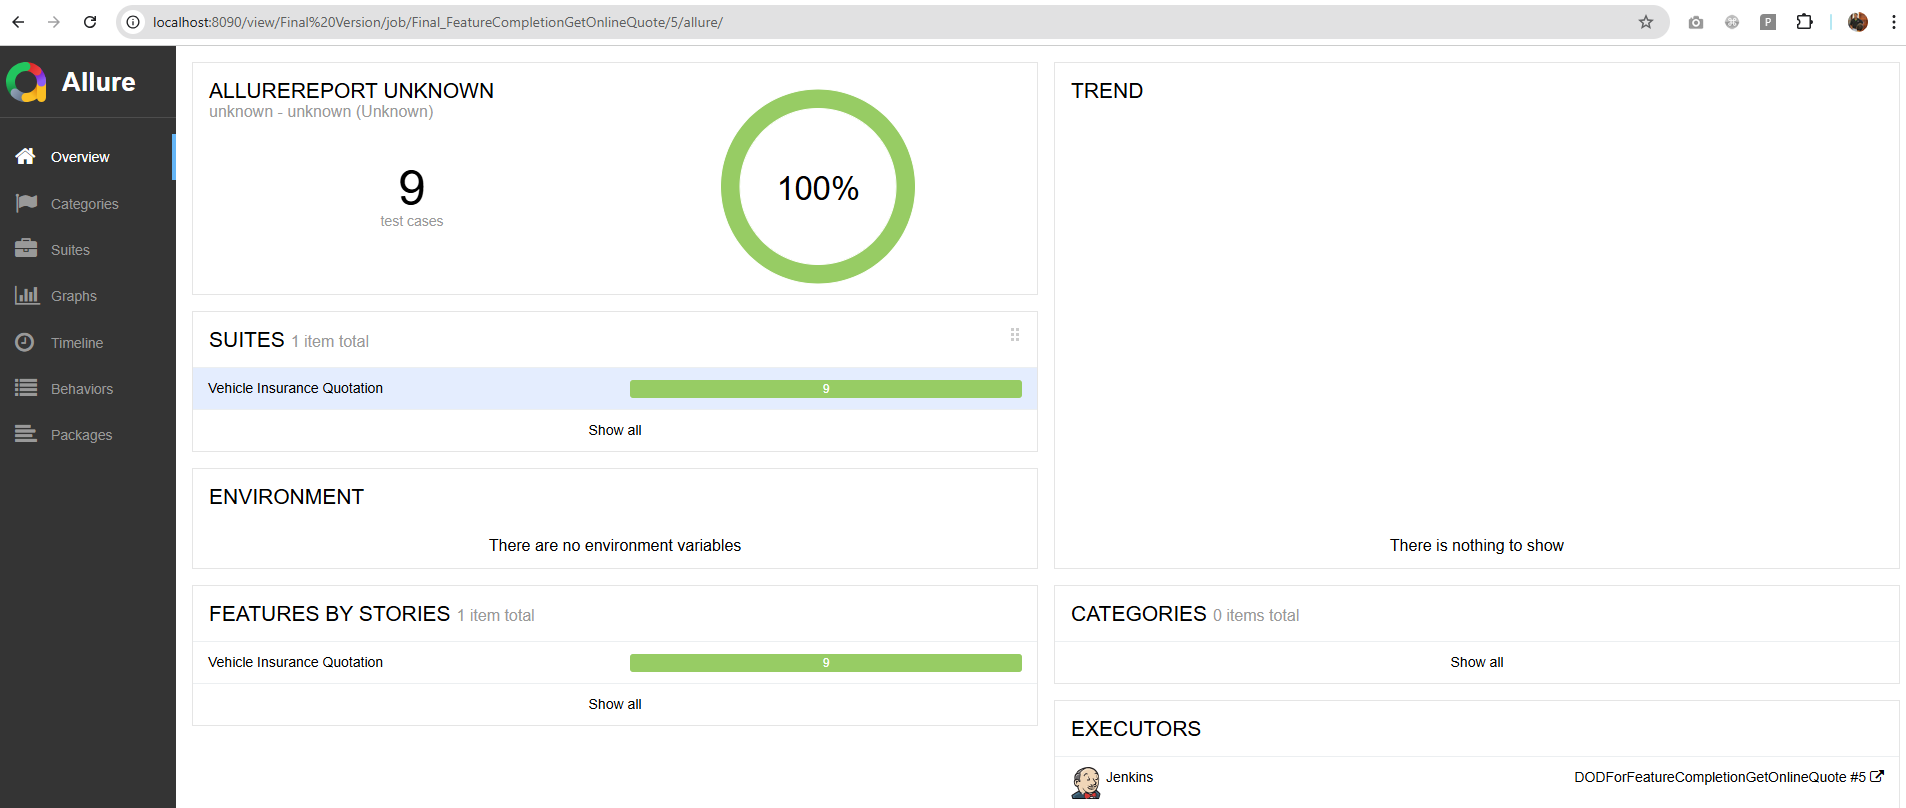 localhost:8090/view/Final%20Version/job/Final_FeatureCompletionGetOnlineQuote/5/allure/
P
Allure
Overview
Categories
Suites
Graphs
Timeline
Behaviors
Packages
ALLUREREPORT UNKNOWN
unknown - unknown (Unknown)
9
test cases
100%
SUITES 1 item total
Vehicle Insurance Quotation 9
Show all
ENVIRONMENT
There are no environment variables
FEATURES BY STORIES 1 item total
Vehicle Insurance Quotation 9
Show all
TREND
There is nothing to show
CATEGORIES 0 items total
Show all
EXECUTORS
Jenkins DODForFeatureCompletionGetOnlineQuote #5